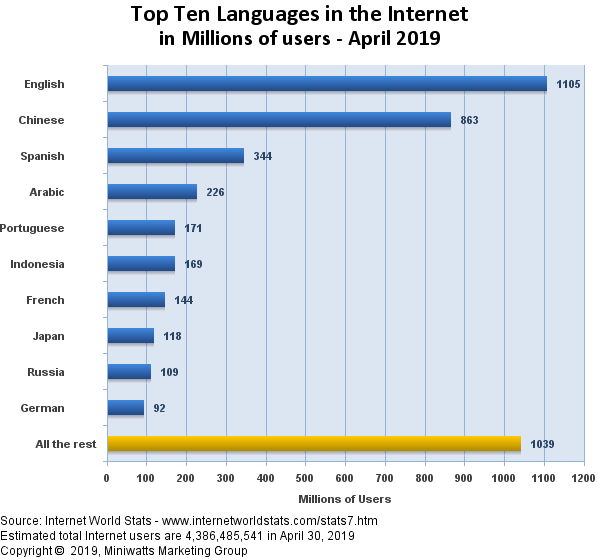 Top Ten Languages in the Internet
in Millions of users - April 2019
English 1105
Chinese 863
Spanish 344
Arabic 226
Portuguese 171
Indonesia 169
French 144
Japan 118
Russia 109
German 92
All the rest 1039
0 100 200 300 400 500 600 700 800 900 1000 1100 1200
Millions of Users
Source: Internet World Stats - www.internetworldstats.com/stats7.htm
Estimated total Internet users are 4,386,485,541 in April 30, 2019
Copyright © 2019, Miniwatts Marketing Group